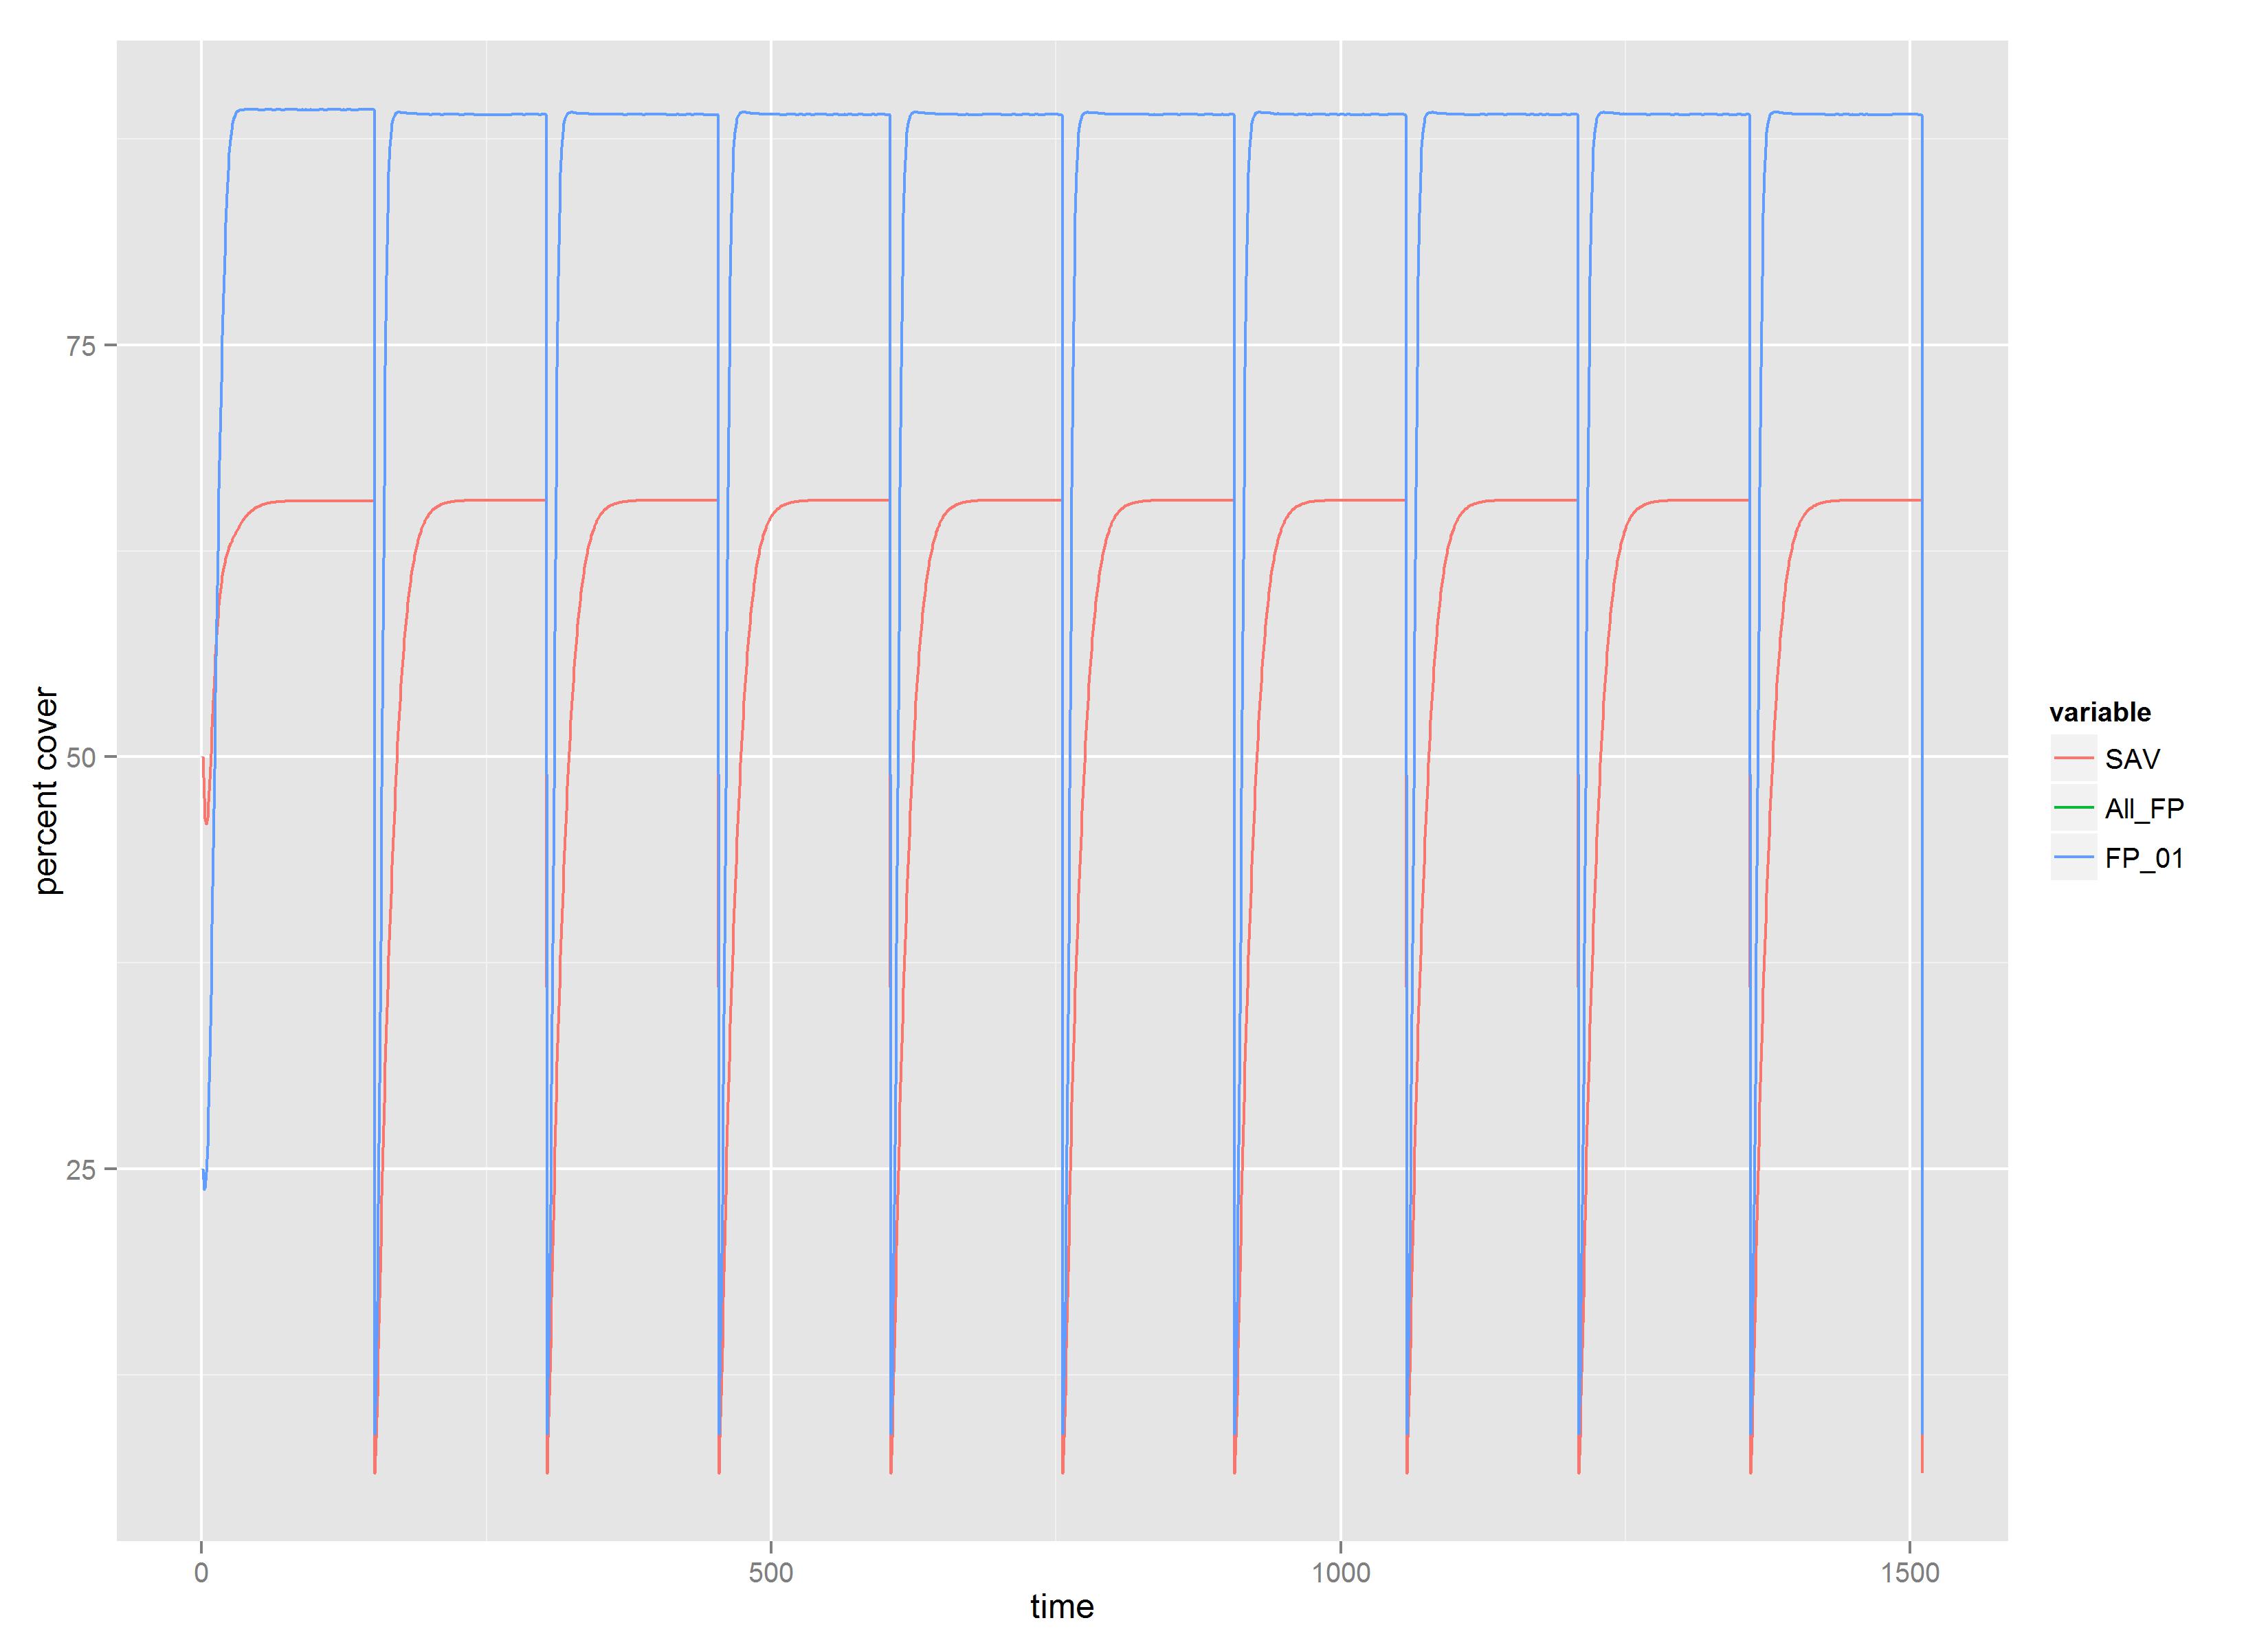 75
50
25
percent cover
0
500
1000
1500
time
variable
SAV
All_FP
FP_01